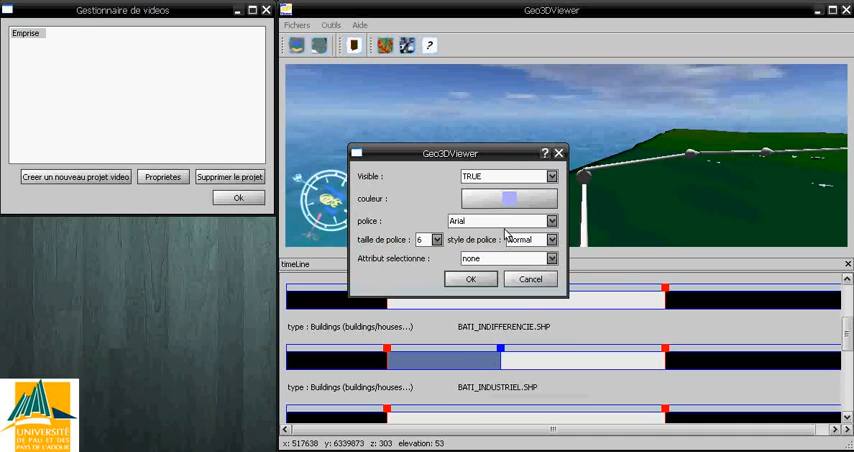 Gestionnaire de videos
Emprise
Creer un nouveau projet video
Proprietes
Supprimer le projet
Ok
Geo3DViewer
Fichiers Outils Aide
Geo3DViewer
Visible : TRUE
couleur :
police : Arial
taille de police : 6 style de police : Normal
Attribut selectionne : none
OK Cancel
timeLine
type : Buildings (buildings/houses...) BATI_INDIFFERENCIE.SHP
type : Buildings (buildings/houses...) BATI_INDUSTRIEL.SHP
x: 517638 y: 6339873 z: 303 elevation: 53
UNIVERSITÉ
DE PAU ET DES
PAYS DE L'ADOUR